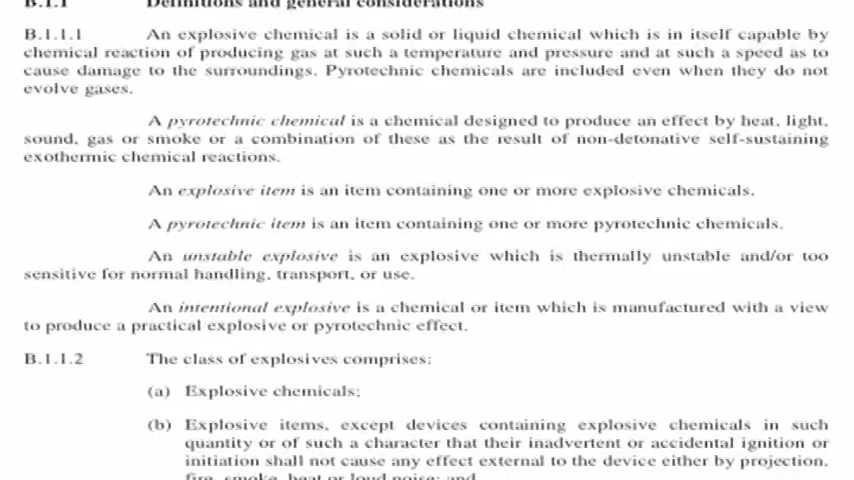 B.1.1 Definitions and general considerations
B.1.1.1 An explosive chemical is a solid or liquid chemical which is in itself capable by
chemical reaction of producing gas at such a temperature and pressure and at such a speed as to
cause damage to the surroundings. Pyrotechnic chemicals are included even when they do not
evolve gases.
A pyrotechnic chemical is a chemical designed to produce an effect by heat, light,
sound, gas or smoke or a combination of these as the result of non-detonative self-sustaining
exothermic chemical reactions.
An explosive item is an item containing one or more explosive chemicals.
A pyrotechnic item is an item containing one or more pyrotechnic chemicals.
An unstable explosive is an explosive which is thermally unstable and/or too
sensitive for normal handling, transport, or use.
An intentional explosive is a chemical or item which is manufactured with a view
to produce a practical explosive or pyrotechnic effect.
B.1.1.2 The class of explosives comprises:
(a) Explosive chemicals;
(b) Explosive items, except devices containing explosive chemicals in such
quantity or of such a character that their inadvertent or accidental ignition or
initiation shall not cause any effect external to the device either by projection,
fire, smoke, heat or loud noise; and